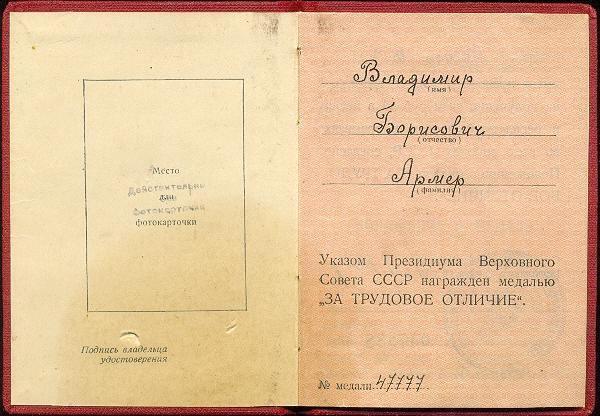 Место
для
фотокарточки
Действительно
без
фотокарточки
Подпись владельца
удостоверения
Владимир
(имя)
Борисович
(отчество)
Армер
(фамилия)
Указом Президиума Верховного
Совета СССР награжден медалью
„ЗА ТРУДОВОЕ ОТЛИЧИЕ“.
№ медали 47777.